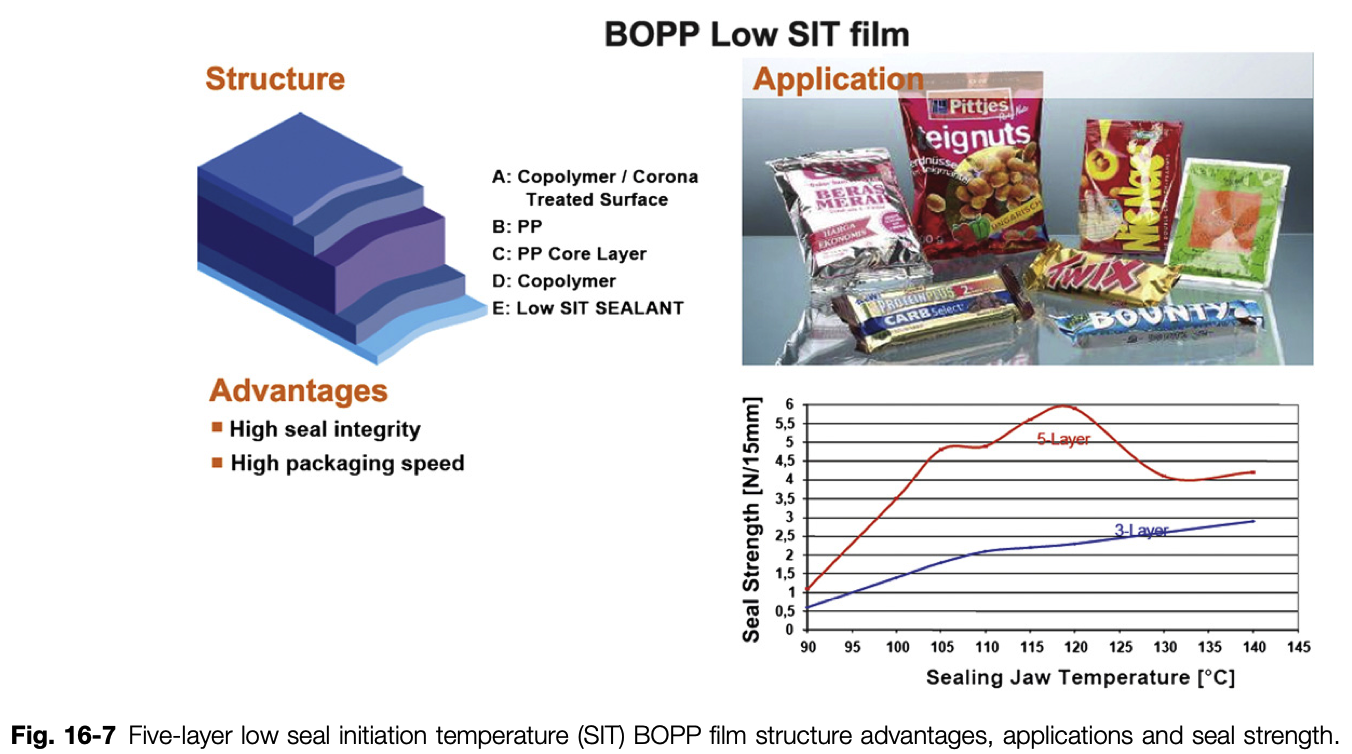 BOPP Low SIT film
Structure
A: Copolymer / Corona
Treated Surface
B: PP
C: PP Core Layer
D: Copolymer
E: Low SIT SEALANT
Advantages
High seal integrity
High packaging speed
Application
Pittjes
eignuts
ungarisch
BERAS
MERAH
HARGA
EKONOMIS
NicNac's
TWIX
PROTEINPLUS
CARB Select
BOUNTY
Seal Strength [N/15mm]
6
5,5
5
4,5
4
3,5
3
2,5
2
1,5
1
0,5
0
5-Layer
3-Layer
90 95 100 105 110 115 120 125 130 135 140 145
Sealing Jaw Temperature [°C]
Fig. 16-7 Five-layer low seal initiation temperature (SIT) BOPP film structure advantages, applications and seal strength.